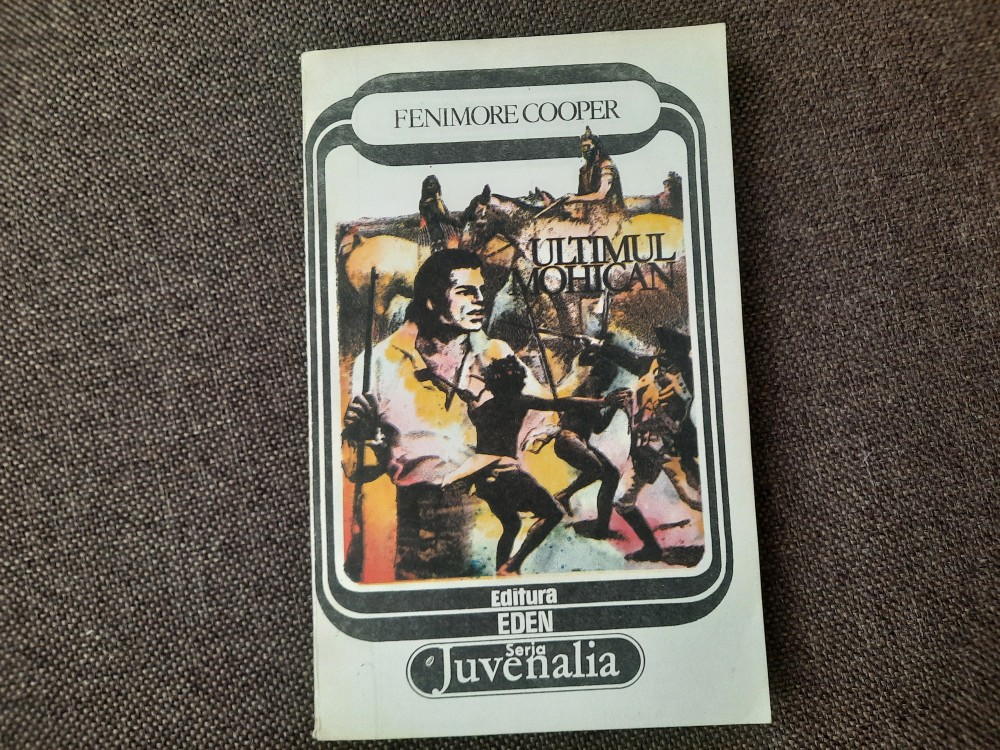 FENIMORE COOPER
ULTIMUL
MOHICAN
Editura
EDEN
Seria
Juvenalia